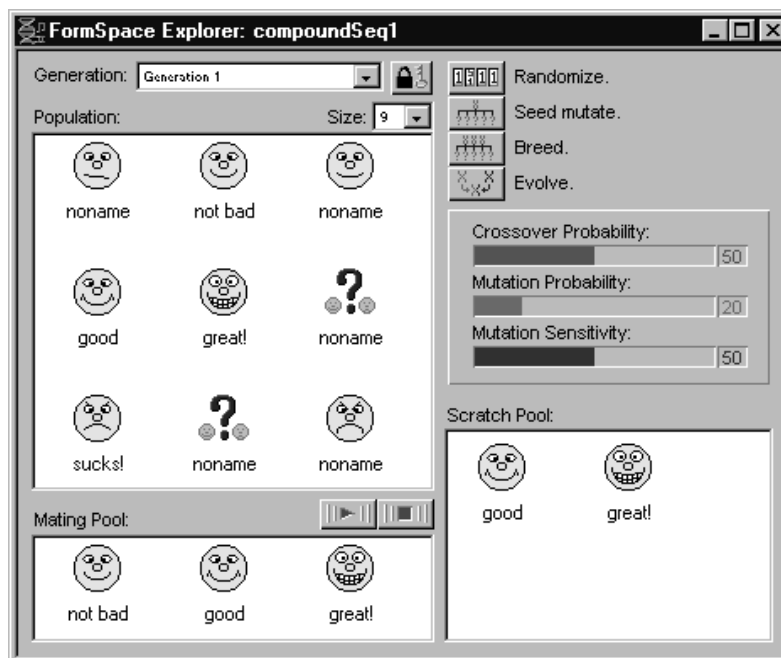 FormSpace Explorer: compoundSeq1
Generation: Generation 1
Population: Size: 9
noname not bad noname
good great! noname
sucks! noname noname
Mating Pool:
not bad good great!
Randomize.
Seed mutate.
Breed.
Evolve.
Crossover Probability:
50
Mutation Probability:
20
Mutation Sensitivity:
50
Scratch Pool:
good great!